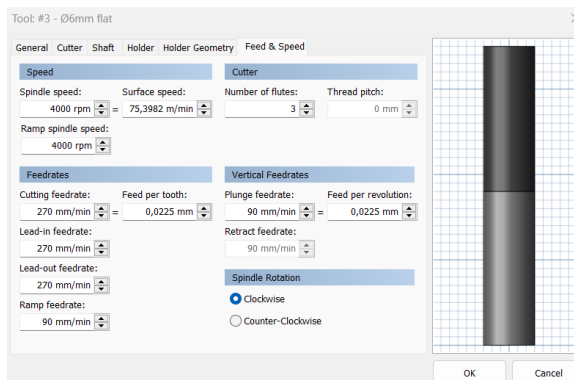 Tool: #3 - Ø6mm flat
General Cutter Shaft Holder Holder Geometry Feed & Speed
Speed
Spindle speed: Surface speed:
4000 rpm = 75,3982 m/min
Ramp spindle speed:
4000 rpm
Cutter
Number of flutes: Thread pitch:
3 0 mm
Feedrates
Cutting feedrate: Feed per tooth:
270 mm/min = 0,0225 mm
Lead-in feedrate:
270 mm/min
Lead-out feedrate:
270 mm/min
Ramp feedrate:
90 mm/min
Vertical Feedrates
Plunge feedrate: Feed per revolution:
90 mm/min = 0,0225 mm
Retract feedrate:
90 mm/min
Spindle Rotation
Clockwise
Counter-Clockwise
OK Cancel